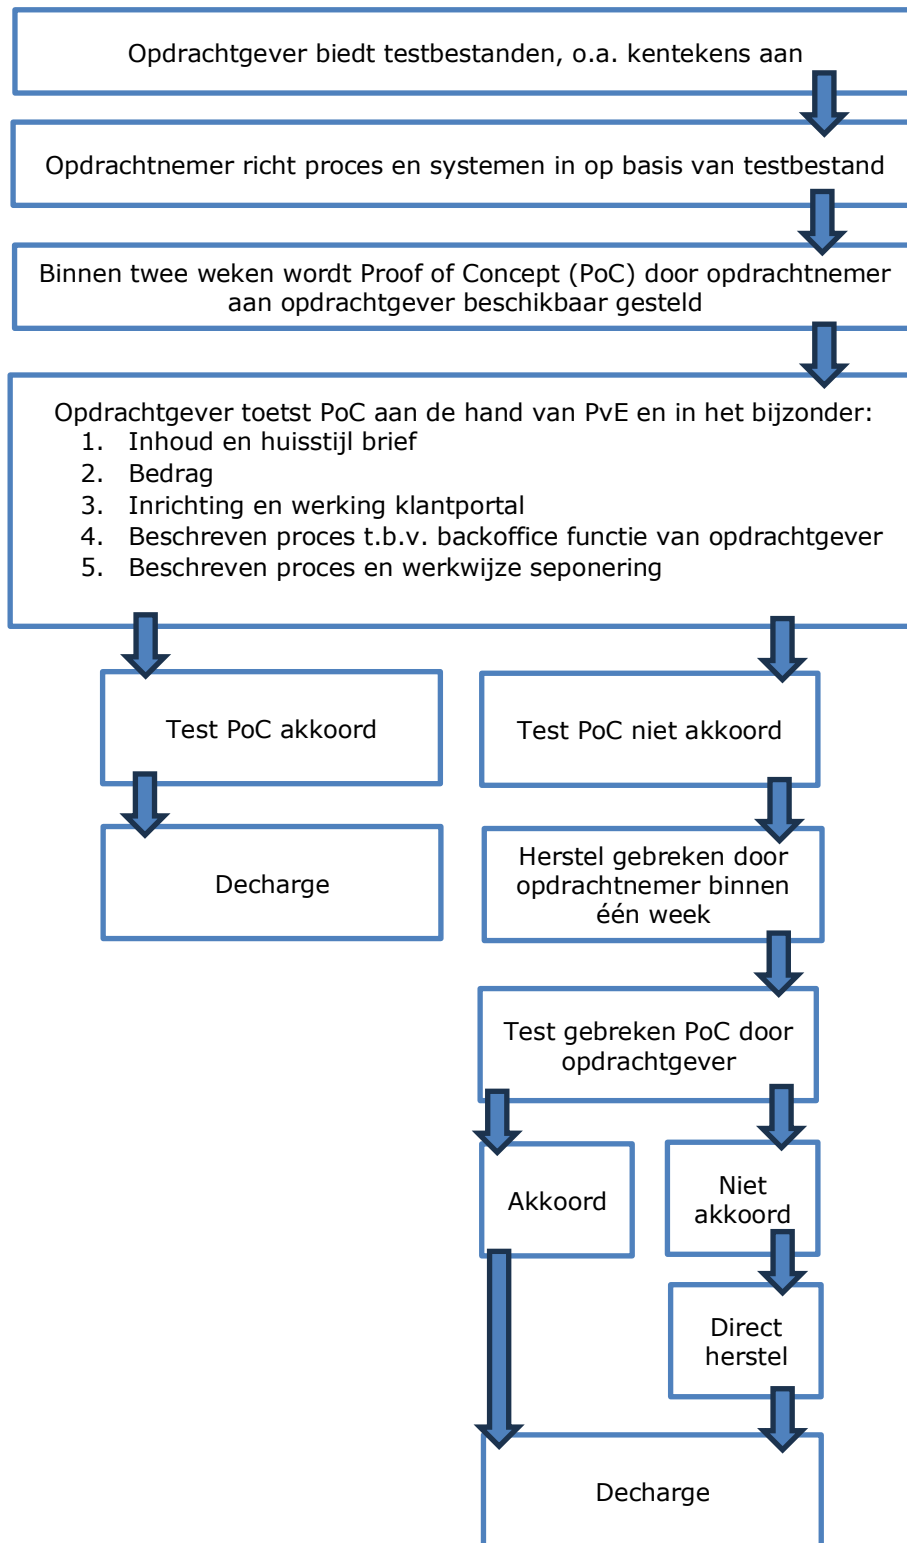 Opdrachtgever biedt testbestanden, o.a. kentekens aan
Opdrachtnemer richt proces en systemen in op basis van testbestand
Binnen twee weken wordt Proof of Concept (PoC) door opdrachtnemer
aan opdrachtgever beschikbaar gesteld
Opdrachtgever toetst PoC aan de hand van PvE en in het bijzonder:
1. Inhoud en huisstijl brief
2. Bedrag
3. Inrichting en werking klantportal
4. Beschreven proces t.b.v. backoffice functie van opdrachtgever
5. Beschreven proces en werkwijze seponering
Test PoC akkoord
Test PoC niet akkoord
Decharge
Herstel gebreken door
opdrachtnemer binnen
één week
Test gebreken PoC door
opdrachtgever
Akkoord
Niet
akkoord
Direct
herstel
Decharge